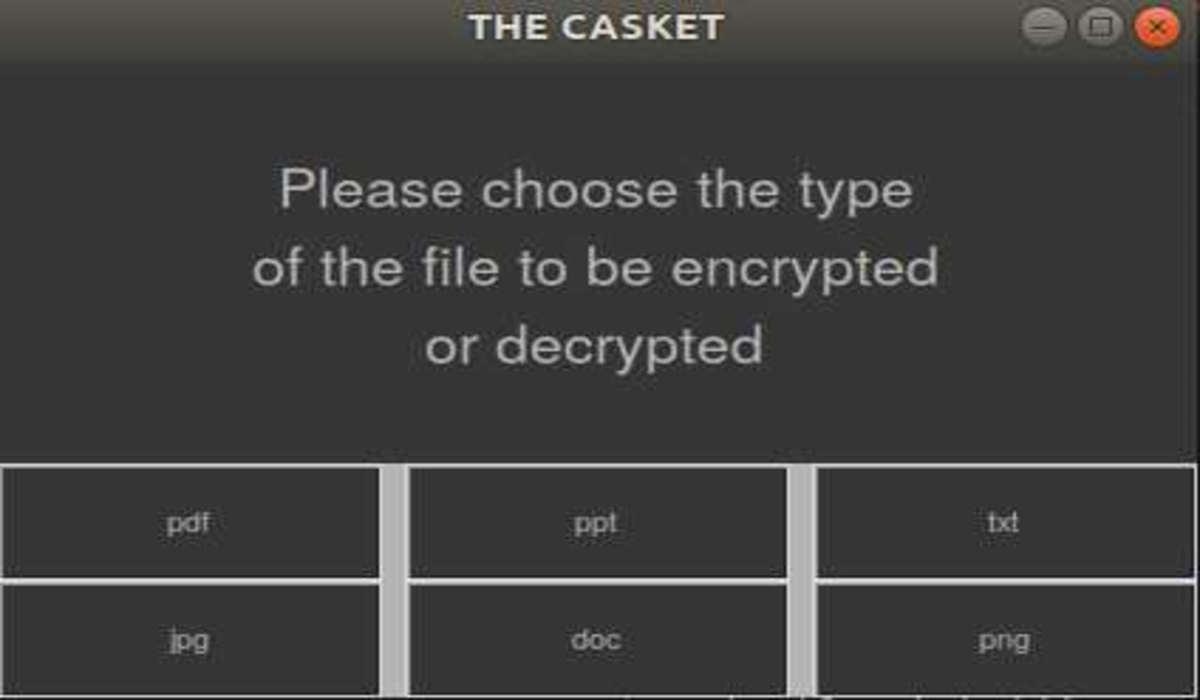 THE CASKET
Please choose the type
of the file to be encrypted
or decrypted
pdf ppt txt
jpg doc png